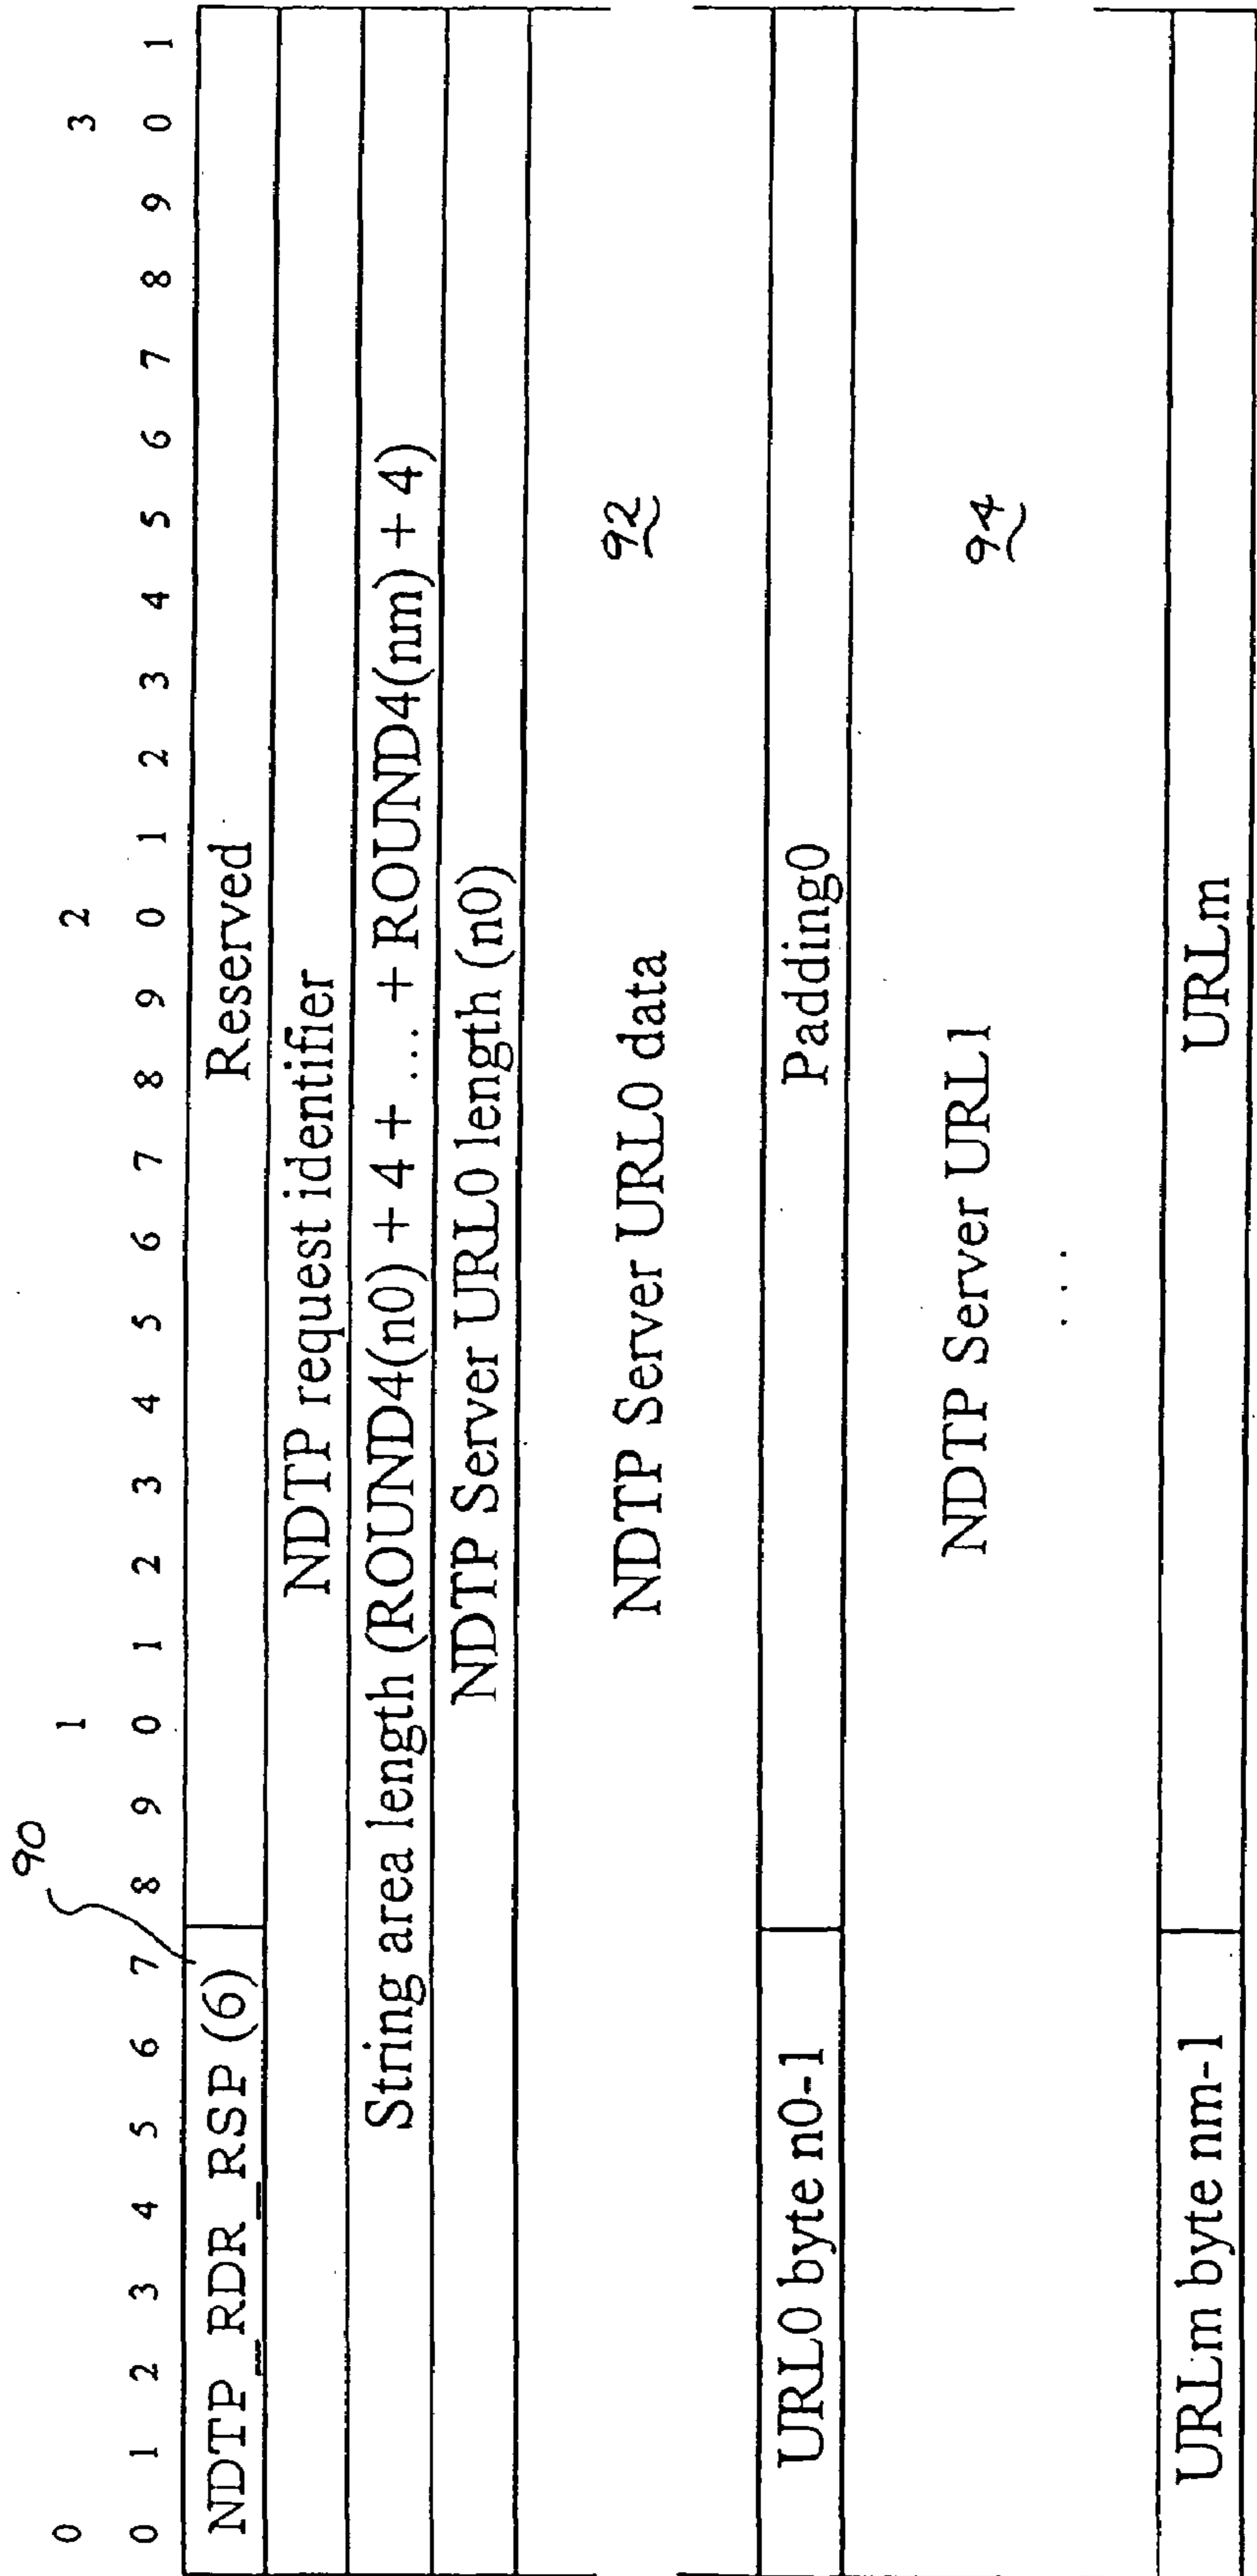 90
0 1 2 3
0 1 2 3 4 5 6 7 8 9 0 1 2 3 4 5 6 7 8 9 0 1 2 3 4 5 6 7 8 9 0 1
NDTP_RDR_RSP (6) Reserved
NDTP request identifier
String area length (ROUND4(n0) + 4 + ... + ROUND4(nm) + 4)
NDTP Server URL0 length (n0)
NDTP Server URL0 data 92
URL0 byte n0-1 Padding0
NDTP Server URL1 94
...
URLm byte nm-1 URLm